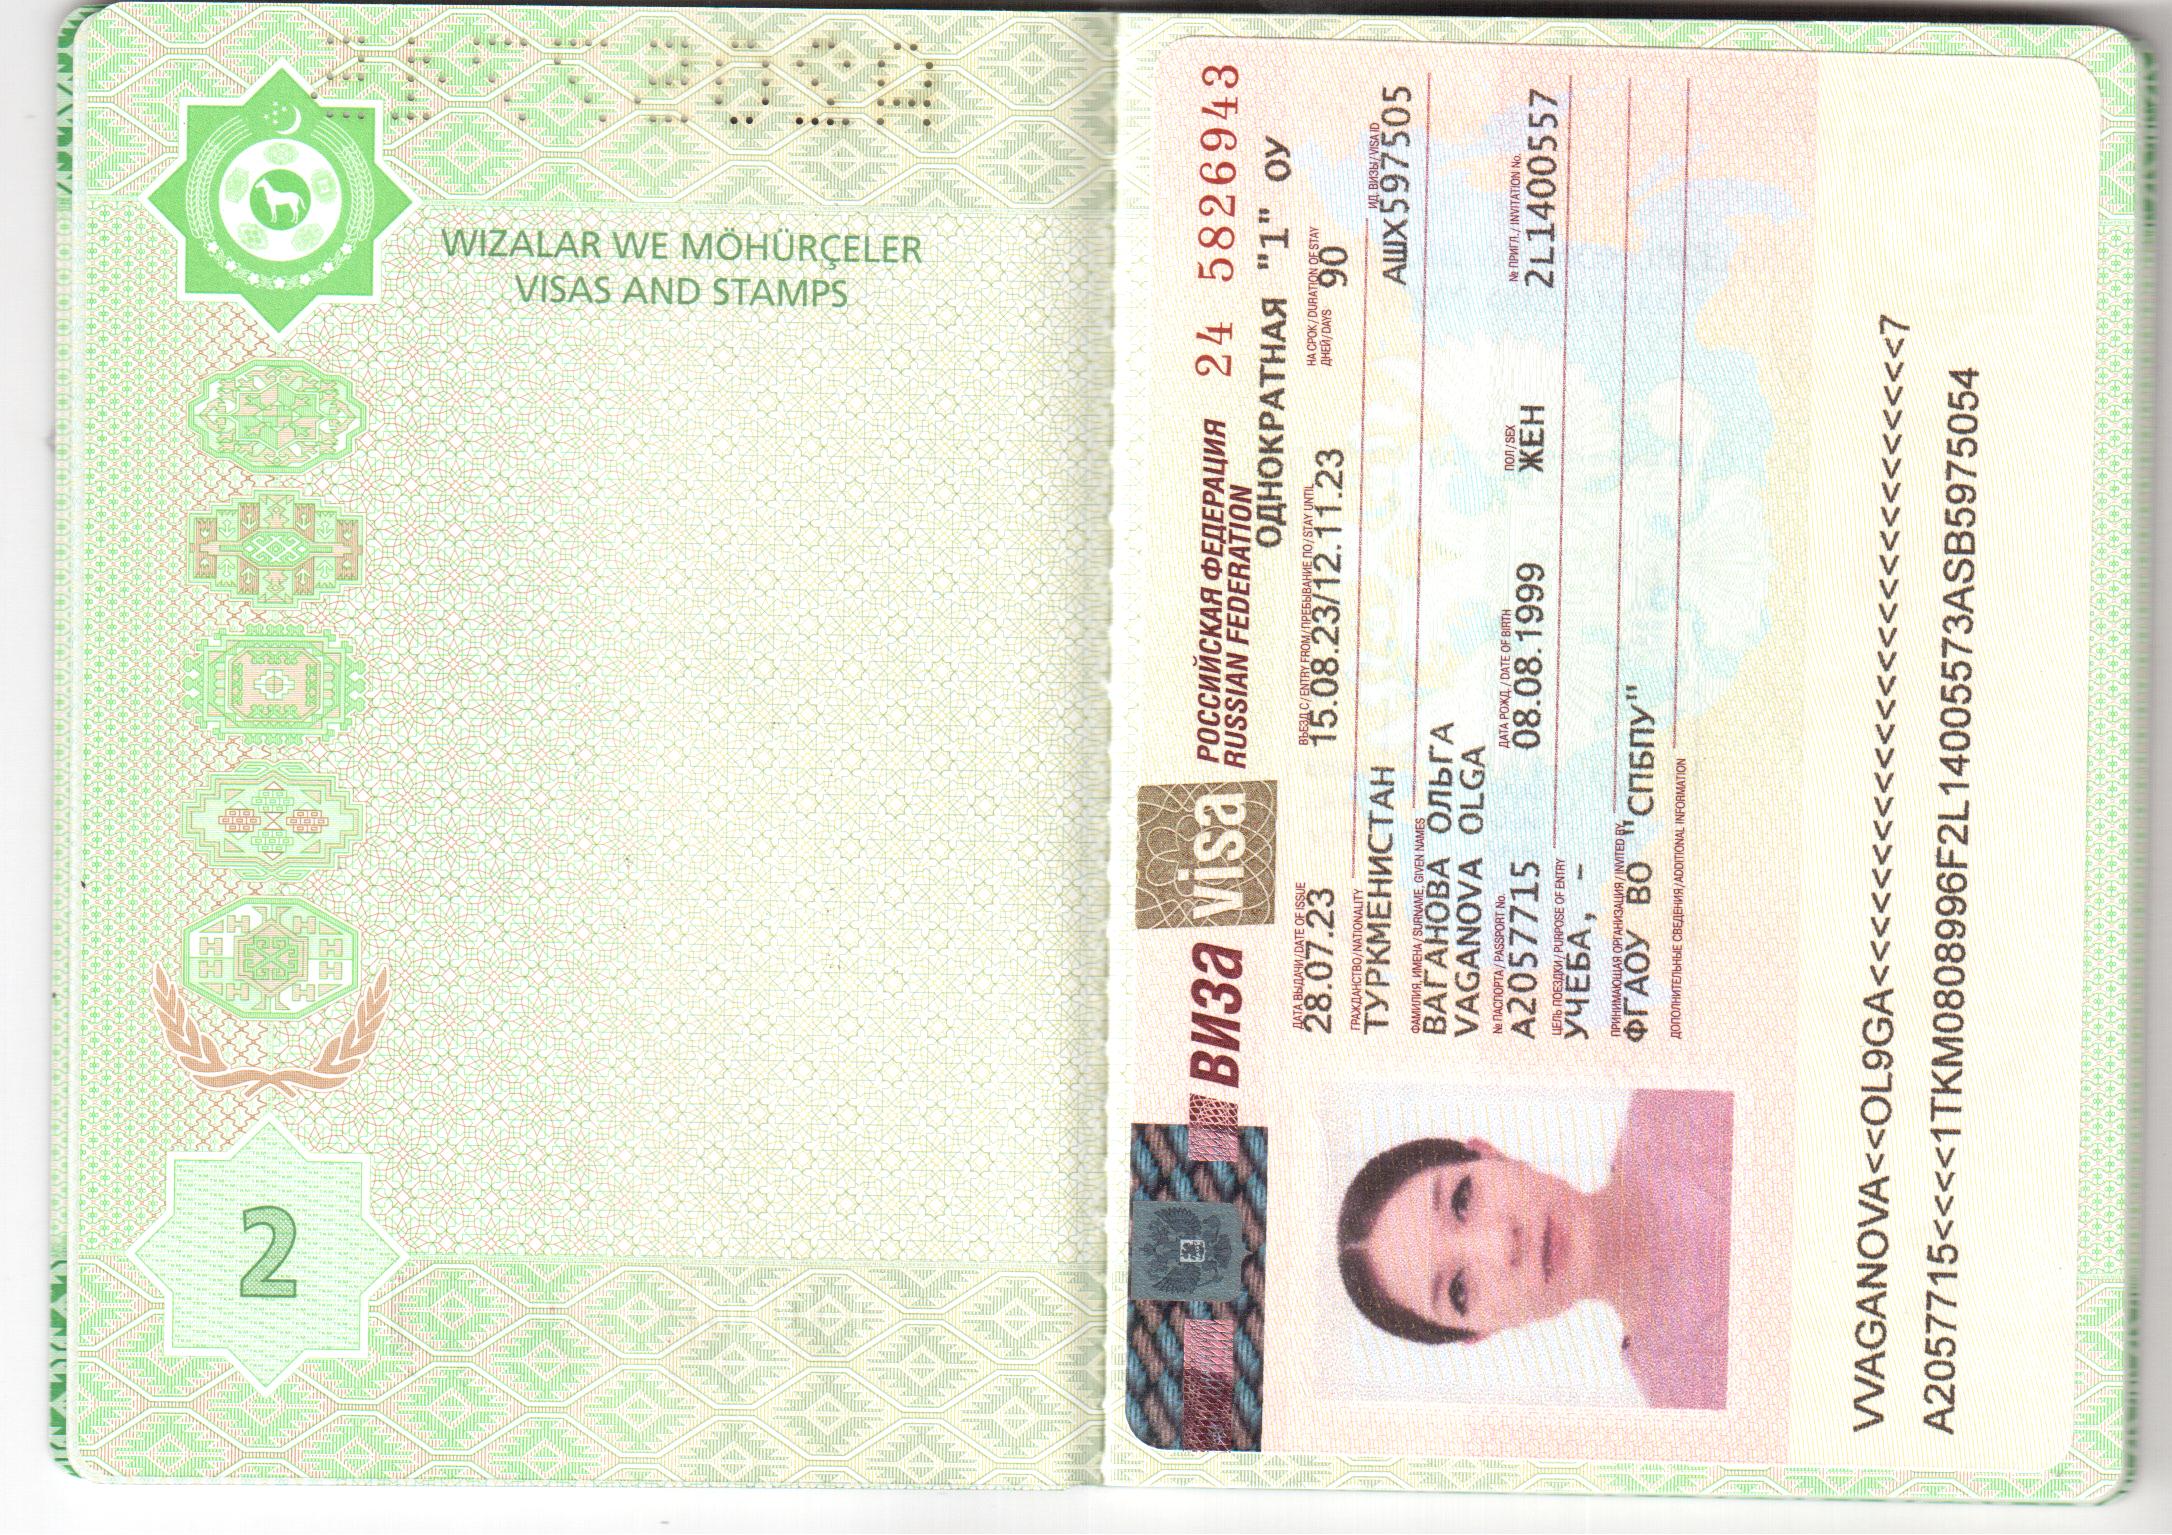 WIZALAR WE MÖHÜRÇELER
VISAS AND STAMPS
2
ВИЗА
visa
РОССИЙСКАЯ ФЕДЕРАЦИЯ
RUSSIAN FEDERATION
24 5826943
ОДНОКРАТНАЯ "1" ОУ
ДАТА ВЫДАЧИ/DATE OF ISSUE
28.07.23
ВЪЕЗД С/ENTRY FROM/ПРЕБЫВАНИЕ ПО/STAY UNTIL
15.08.23/12.11.23
НА СРОК/DURATION OF STAY
ДНЕЙ/DAYS
90
ГРАЖДАНСТВО/NATIONALITY
ТУРКМЕНИСТАН
ИД. ВИЗЫ/VISA ID
АШХ597505
ФАМИЛИЯ, ИМЕНА/SURNAME, GIVEN NAMES
ВАГАНОВА ОЛЬГА
VAGANOVA OLGA
№ ПАСПОРТА/PASSPORT No.
A2057715
ДАТА РОЖД./DATE OF BIRTH
08.08.1999
ПОЛ/SEX
ЖЕН
№ ПРИГЛ./INVITATION No.
2L1400557
ЦЕЛЬ ПОЕЗДКИ/PURPOSE OF ENTRY
УЧЕБА, -
ПРИНИМАЮЩАЯ ОРГАНИЗАЦИЯ/INVITED BY
ФГАОУ ВО "СПБПУ"
ДОПОЛНИТЕЛЬНЫЕ СВЕДЕНИЯ/ADDITIONAL INFORMATION
VVAGANOVA<<OL9GA<<<<<<<<<<<<<<<<<<<<<<<<<<<7
A2057715<<<<1TKM0808996F2L14005573ASB5975054